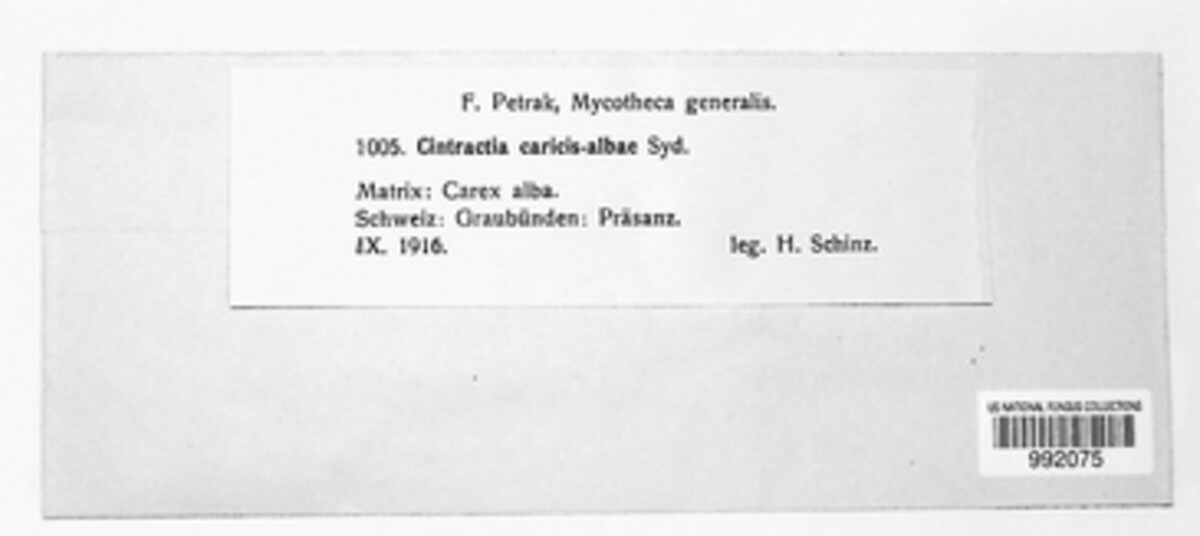 F. Petrak, Mycotheca generalis.
1005. Cintractia caricis-albae Syd.
Matrix: Carex alba.
Schweiz: Graubünden: Präsanz.
IX. 1916. leg. H. Schinz.
US NATIONAL FUNGUS COLLECTIONS
992075